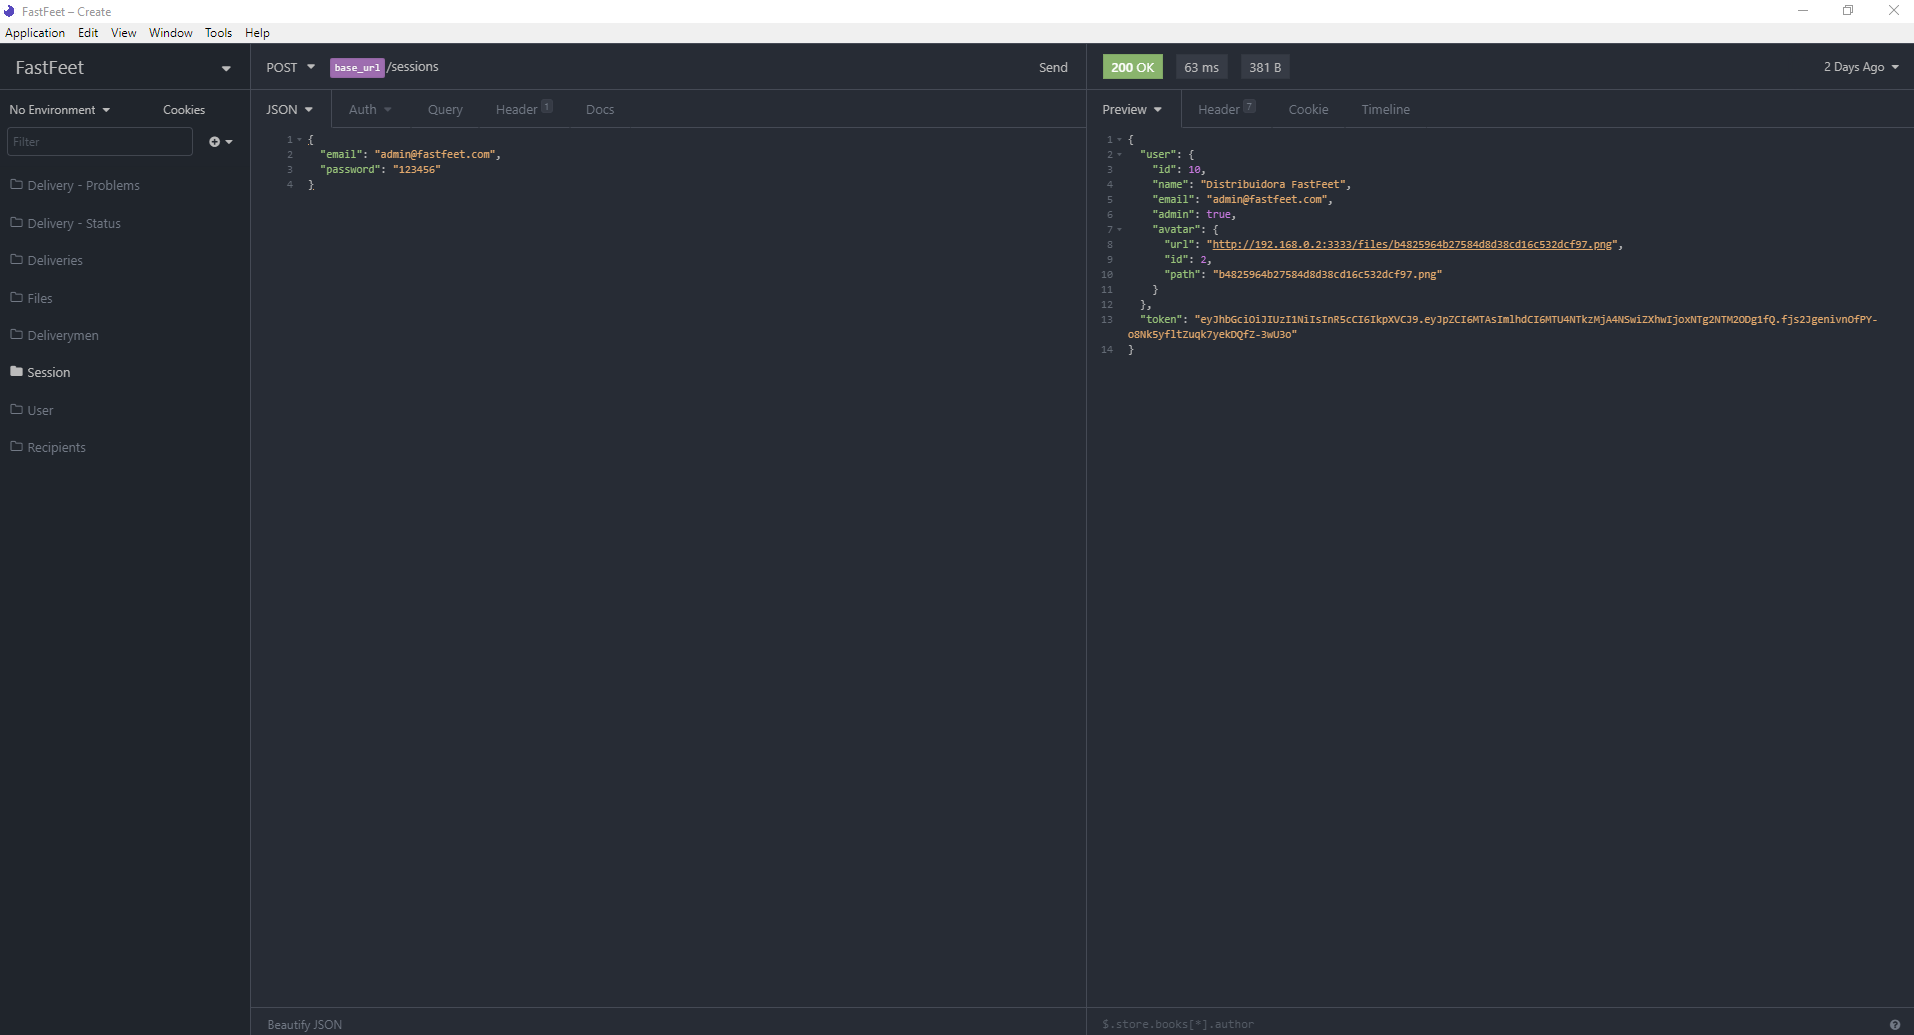 FastFeet – Create
Application Edit View Window Tools Help
FastFeet
POST base_url /sessions Send
200 OK 63 ms 381 B 2 Days Ago
No Environment Cookies
JSON Auth Query Header 1 Docs
Preview Header 7 Cookie Timeline
Filter
Delivery - Problems
Delivery - Status
Deliveries
Files
Deliverymen
Session
User
Recipients
1 {
2 "email": "admin@fastfeet.com",
3 "password": "123456"
4 }
Beautify JSON
1 {
2 "user": {
3 "id": 10,
4 "name": "Distribuidora FastFeet",
5 "email": "admin@fastfeet.com",
6 "admin": true,
7 "avatar": {
8 "url": "http://192.168.0.2:3333/files/b4825964b27584d8d38cd16c532dcf97.png",
9 "id": 2,
10 "path": "b4825964b27584d8d38cd16c532dcf97.png"
11 }
12 },
13 "token": "eyJhbGciOiJIUzI1NiIsInR5cCI6IkpXVCJ9.eyJpZCI6MTAsImlhdCI6MTU4NTkzMjA4NSwiZXhwIjoxNTg2NTM2ODg1fQ.fjs2JgenivnOfPY-
o8Nk5yfltZuqk7yekDQfZ-3wU3o"
14 }
$.store.books[*].author